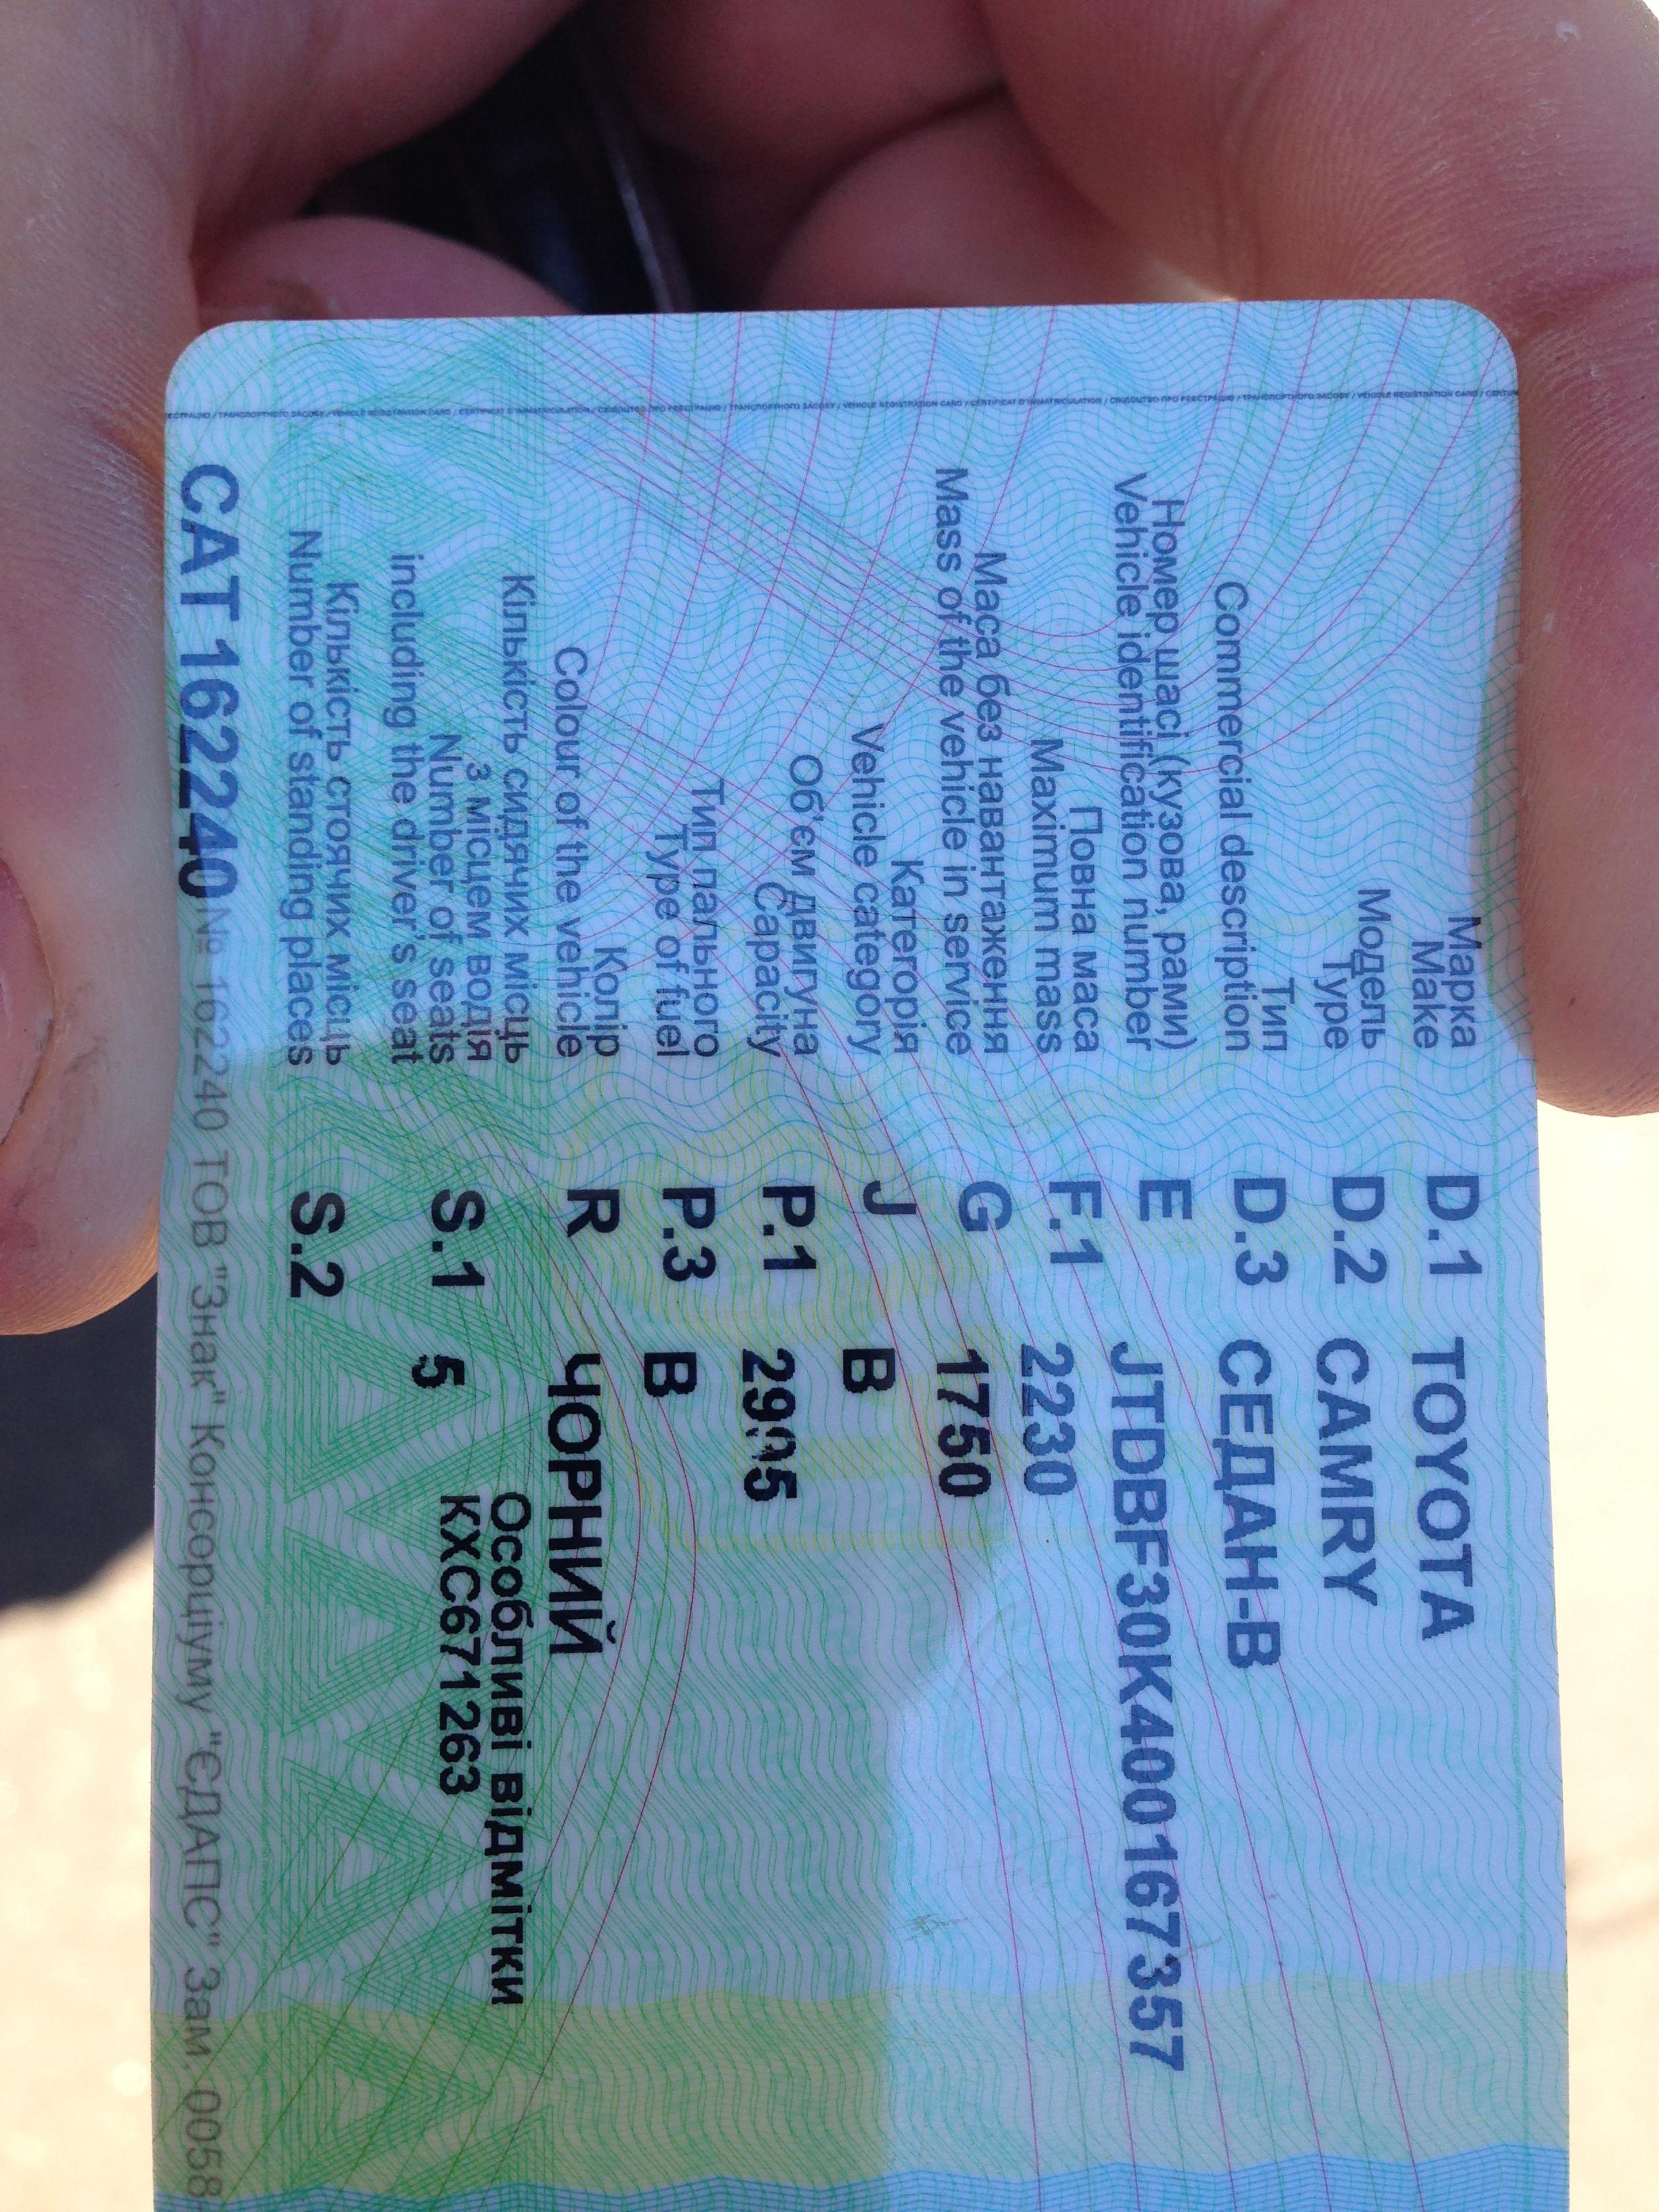 Марка D.1 TOYOTA
Make
Модель D.2 CAMRY
Type
Тип D.3 СЕДАН-В
Commercial description
Номер шасі (кузова, рами) E JTDBF30K400167357
Vehicle identification number
Повна маса F.1 2230
Maximum mass
Маса без навантаження G 1750
Mass of the vehicle in service
Категорія J B
Vehicle category
Об'єм двигуна P.1 2995
Capacity
Тип пального P.3 B
Type of fuel
Колір R ЧОРНИЙ
Colour of the vehicle
Кількість сидячих місць S.1 5 Особливі відмітки
з місцем водія КХС671263
Number of seats
including the driver's seat
Кількість стоячих місць S.2
Number of standing places
САТ 162240 № 162240 ТОВ "Знак" Консорціуму "ЄДАПС" Зам. 0058